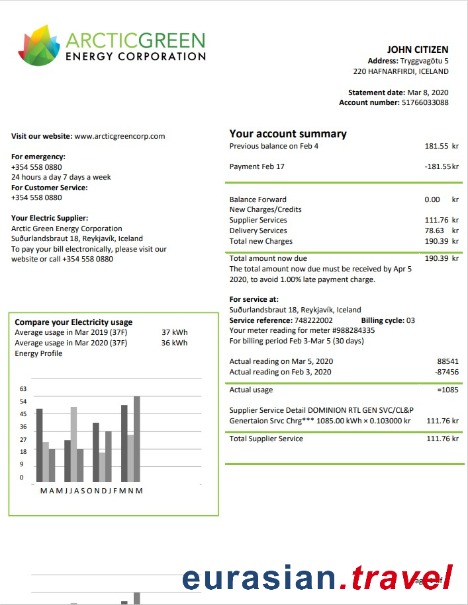 ARCTICGREEN
ENERGY CORPORATION
JOHN CITIZEN
Address: Tryggvagötu 5
220 HAFNARFIRDI, ICELAND
Statement date: Mar 8, 2020
Account number: 51766033088
Visit our website: www.arcticgreencorp.com
For emergency:
+354 558 0880
24 hours a day 7 days a week
For Customer Service:
+354 558 0880
Your Electric Supplier:
Arctic Green Energy Corporation
Suðurlandsbraut 18, Reykjavík, Iceland
To pay your bill electronically, please visit our
website or call +354 558 0880
Your account summary
Previous balance on Feb 4 181.55 kr
Payment Feb 17 -181.55kr
Balance Forward 0.00 kr
New Charges/Credits
Supplier Services 111.76 kr
Delivery Services 78.63 kr
Total new Charges 190.39 kr
Total amount now due 190.39 kr
The total amount now due must be received by Apr 5
2020, to avoid 1.00% late payment charge.
For service at:
Suðurlandsbraut 18, Reykjavik, Iceland
Service reference: 748222002 Billing cycle: 03
Your meter reading for meter #988284335
For billing period Feb 3-Mar 5 (30 days)
Actual reading on Mar 5, 2020 88541
Actual reading on Feb 3, 2020 -87456
Actual usage =1085
Supplier Service Detail DOMINION RTL GEN SVC/CL&P
Genertaion Srvc Chrg*** 1085.00 kWh × 0.103000 kr 111.76 kr
Total Supplier Service 111.76 kr
Compare your Electricity usage
Average usage in Mar 2019 (37F) 37 kWh
Average usage in Mar 2020 (37F) 36 kWh
Energy Profile
63
54
45
36
27
18
9
0
M A M J J A S O N D J F M N M
eurasian.travel